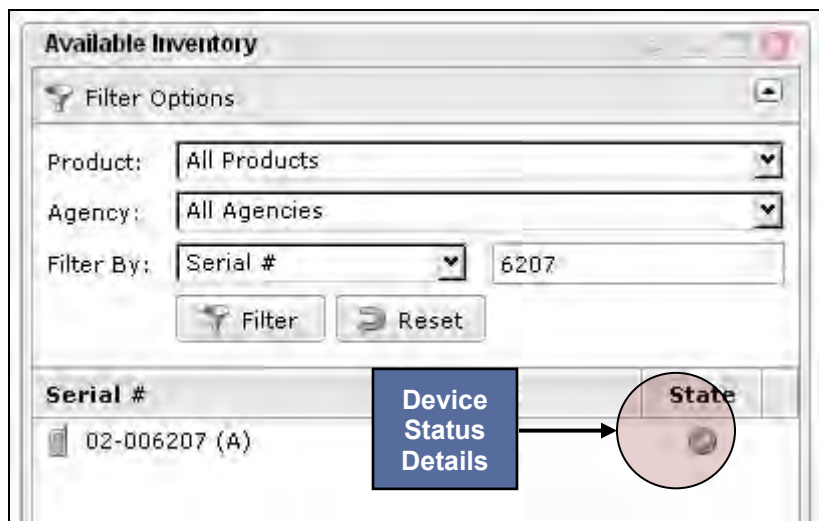 Available Inventory
Filter Options
Product: All Products
Agency: All Agencies
Filter By: Serial # 6207
Filter Reset
Serial # State
Device
Status
Details
02-006207 (A)